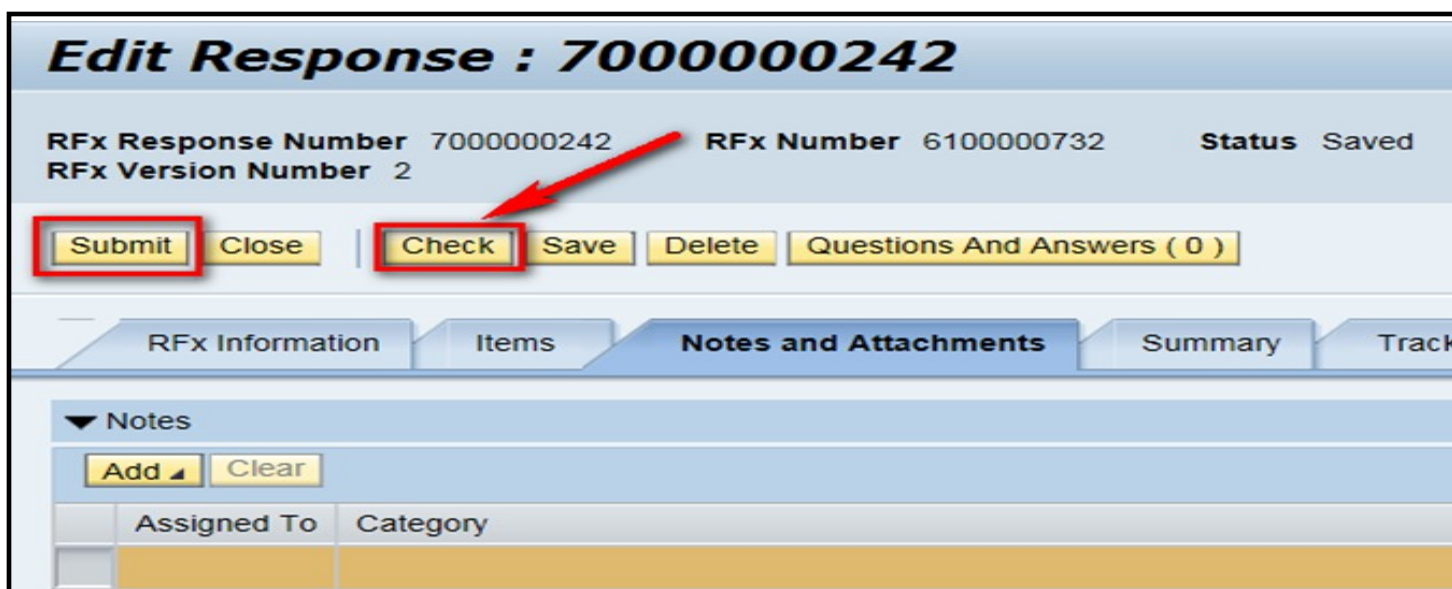 Edit Response : 7000000242
RFx Response Number 7000000242 RFx Number 6100000732 Status Saved
RFx Version Number 2
Submit Close Check Save Delete Questions And Answers ( 0 )
RFx Information Items Notes and Attachments Summary Track
Notes
Add Clear
Assigned To Category